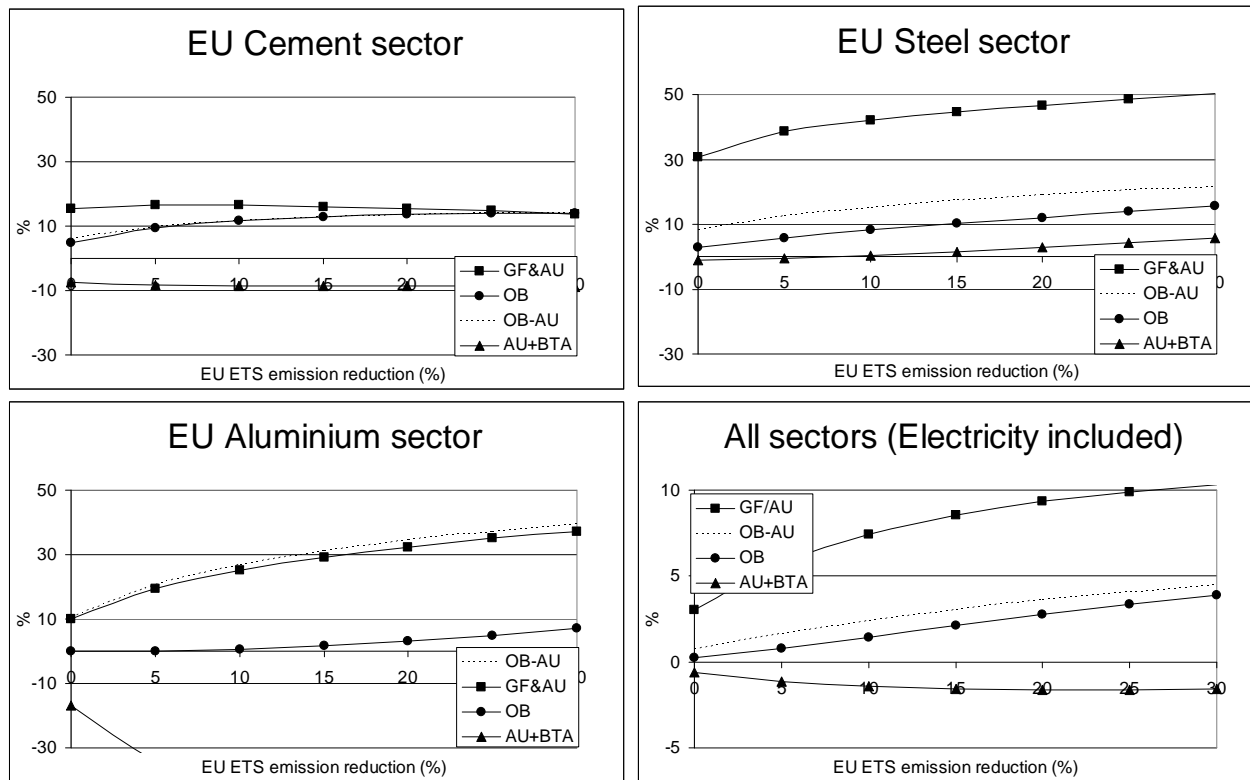 EU Cement sector
50
30
10
-10
-30
%
5
10
15
20
0
GF&AU
OB
OB-AU
AU+BTA
EU ETS emission reduction (%)
EU Steel sector
50
30
10
-10
-30
%
0
5
10
15
20
0
GF&AU
OB-AU
OB
AU+BTA
EU ETS emission reduction (%)
EU Aluminium sector
50
30
10
-10
-30
%
0
5
10
15
20
0
OB-AU
GF&AU
OB
AU+BTA
EU ETS emission reduction (%)
All sectors (Electricity included)
10
5
0
-5
%
0
5
10
15
20
25
30
GF/AU
OB-AU
OB
AU+BTA
EU ETS emission reduction (%)